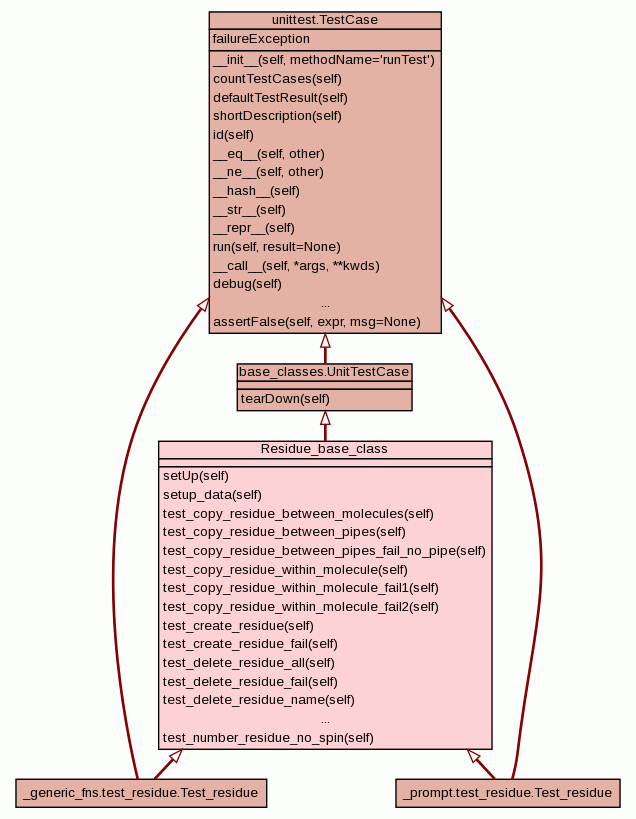 unittest.TestCase
failureException
__init__(self, methodName='runTest')
countTestCases(self)
defaultTestResult(self)
shortDescription(self)
id(self)
__eq__(self, other)
__ne__(self, other)
__hash__(self)
__str__(self)
__repr__(self)
run(self, result=None)
__call__(self, *args, **kwds)
debug(self)
...
assertFalse(self, expr, msg=None)
base_classes.UnitTestCase
tearDown(self)
Residue_base_class
setUp(self)
setup_data(self)
test_copy_residue_between_molecules(self)
test_copy_residue_between_pipes(self)
test_copy_residue_between_pipes_fail_no_pipe(self)
test_copy_residue_within_molecule(self)
test_copy_residue_within_molecule_fail1(self)
test_copy_residue_within_molecule_fail2(self)
test_create_residue(self)
test_create_residue_fail(self)
test_delete_residue_all(self)
test_delete_residue_fail(self)
test_delete_residue_name(self)
...
test_number_residue_no_spin(self)
_generic_fns.test_residue.Test_residue
_prompt.test_residue.Test_residue